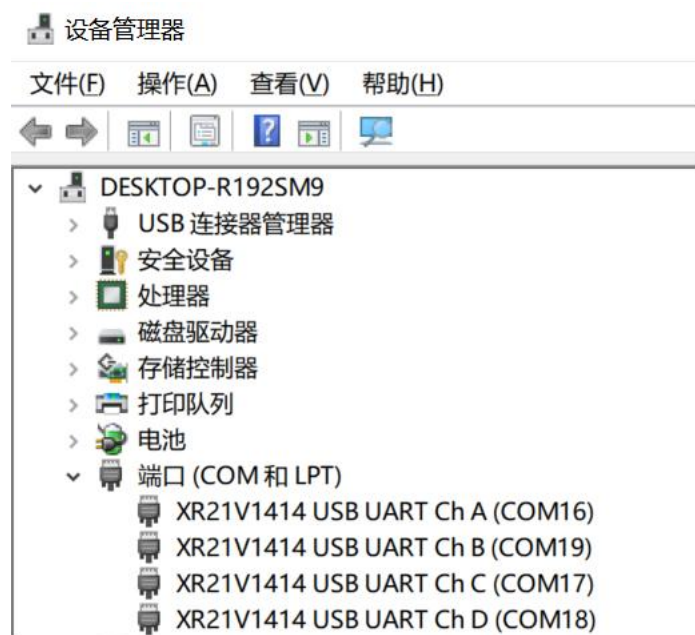 设备管理器
文件(F) 操作(A) 查看(V) 帮助(H)
DESKTOP-R192SM9
USB 连接器管理器
安全设备
处理器
磁盘驱动器
存储控制器
打印队列
电池
端口 (COM 和 LPT)
XR21V1414 USB UART Ch A (COM16)
XR21V1414 USB UART Ch B (COM19)
XR21V1414 USB UART Ch C (COM17)
XR21V1414 USB UART Ch D (COM18)